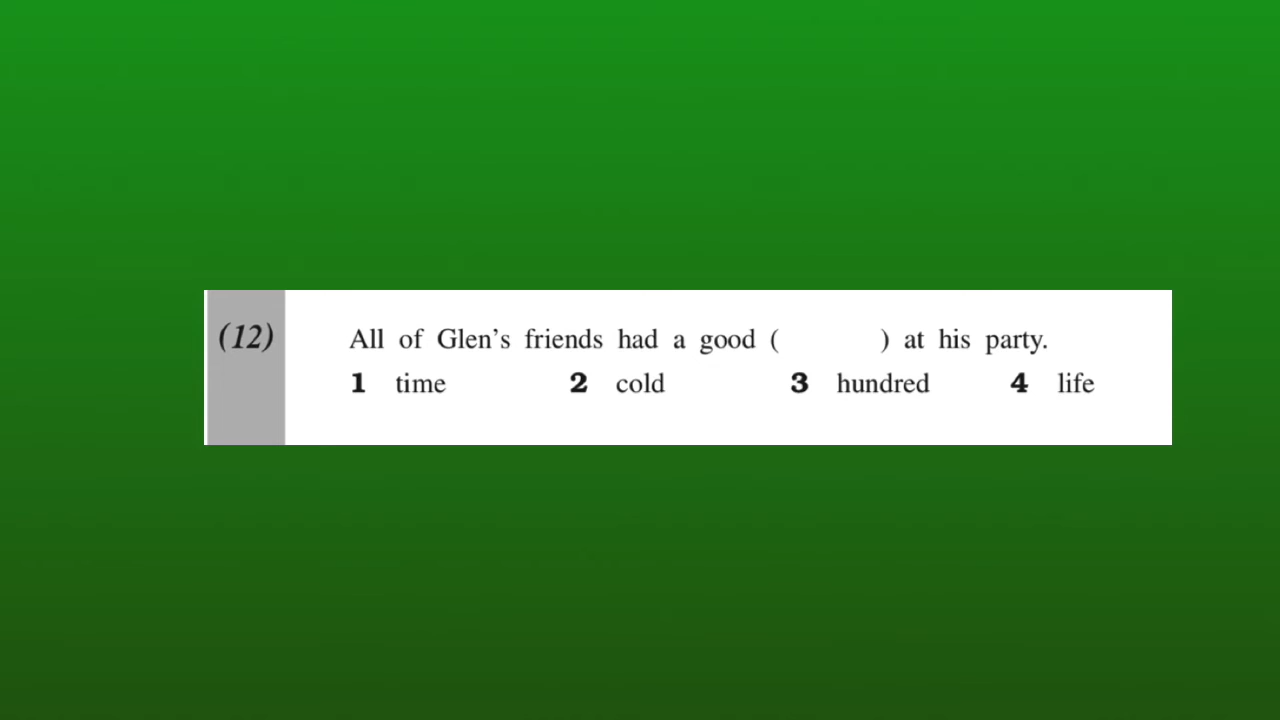 (12) All of Glen's friends had a good ( ) at his party.
1 time 2 cold 3 hundred 4 life